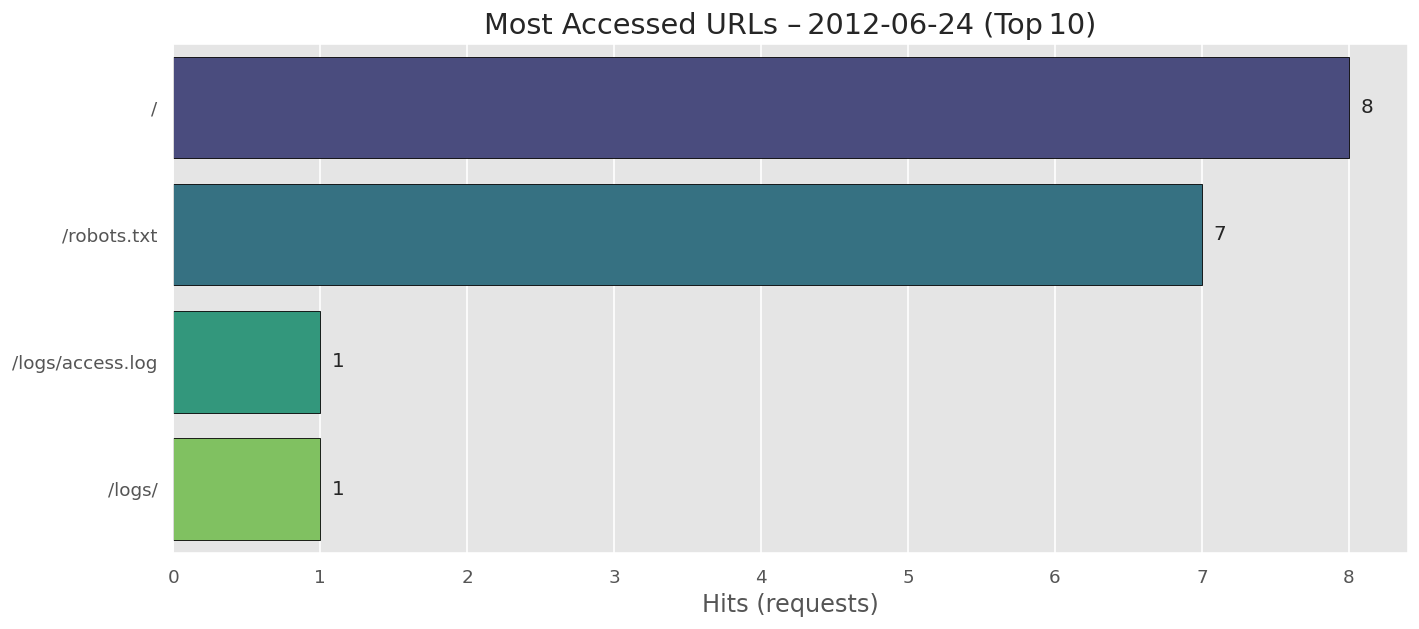 Most Accessed URLs – 2012-06-24 (Top 10)
/
8
/robots.txt
7
/logs/access.log
1
/logs/
1
0 1 2 3 4 5 6 7 8
Hits (requests)